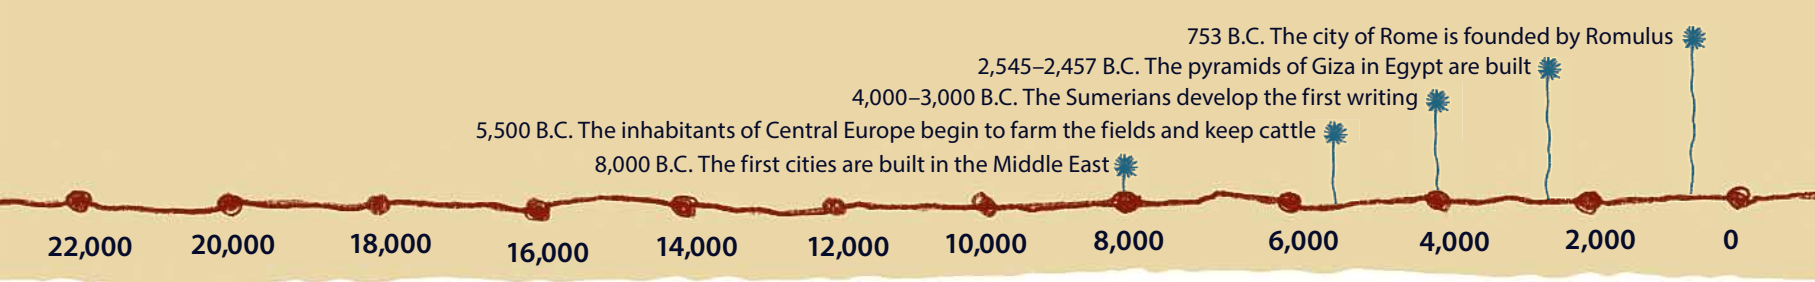 753 B.C. The city of Rome is founded by Romulus
2,545–2,457 B.C. The pyramids of Giza in Egypt are built
4,000–3,000 B.C. The Sumerians develop the first writing
5,500 B.C. The inhabitants of Central Europe begin to farm the fields and keep cattle
8,000 B.C. The first cities are built in the Middle East
22,000 20,000 18,000 16,000 14,000 12,000 10,000 8,000 6,000 4,000 2,000 0